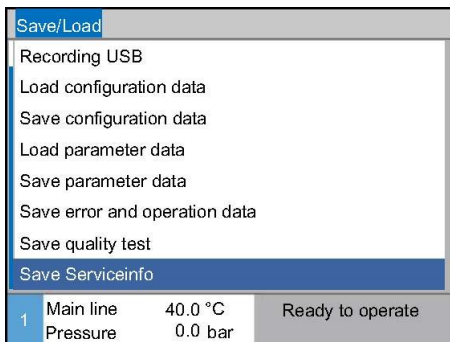 Save/Load
Recording USB
Load configuration data
Save configuration data
Load parameter data
Save parameter data
Save error and operation data
Save quality test
Save Serviceinfo
1 Main line 40.0 °C Ready to operate
Pressure 0.0 bar